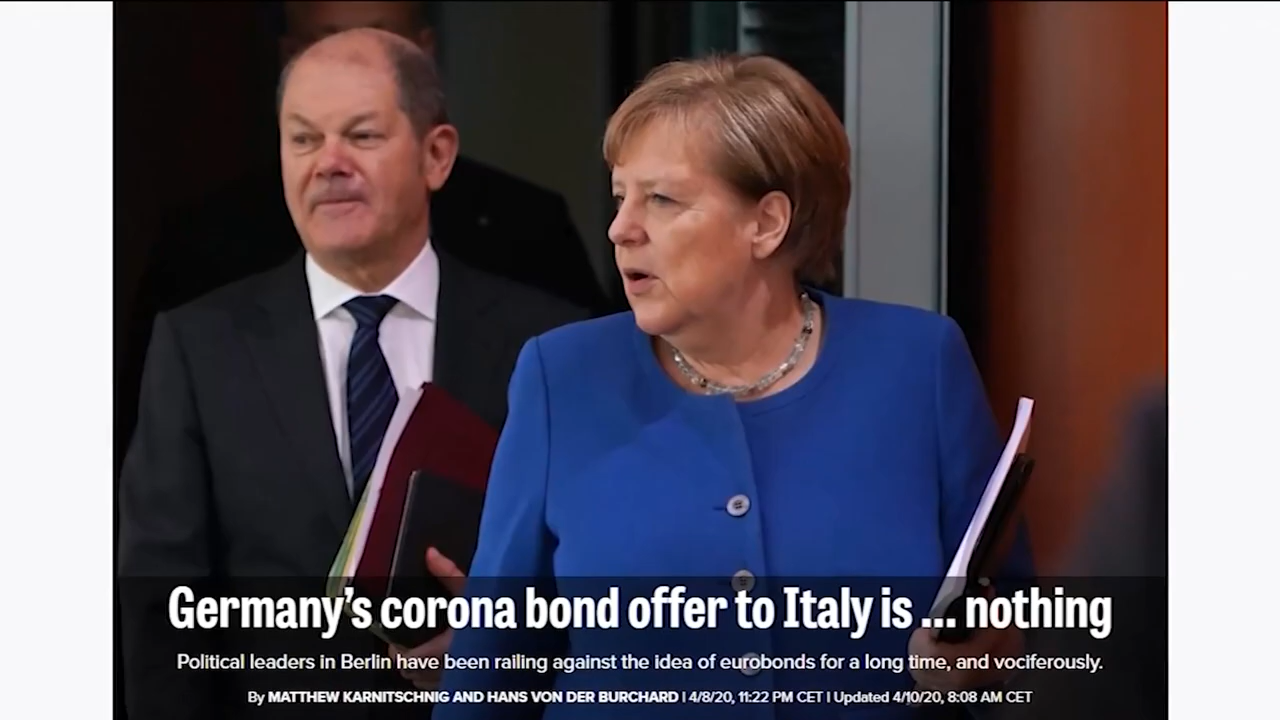 Germany's corona bond offer to Italy is ... nothing
Political leaders in Berlin have been railing against the idea of eurobonds for a long time, and vociferously.
By MATTHEW KARNITSCHNIG AND HANS VON DER BURCHARD | 4/8/20, 11:22 PM CET | Updated 4/10/20, 8:08 AM CET